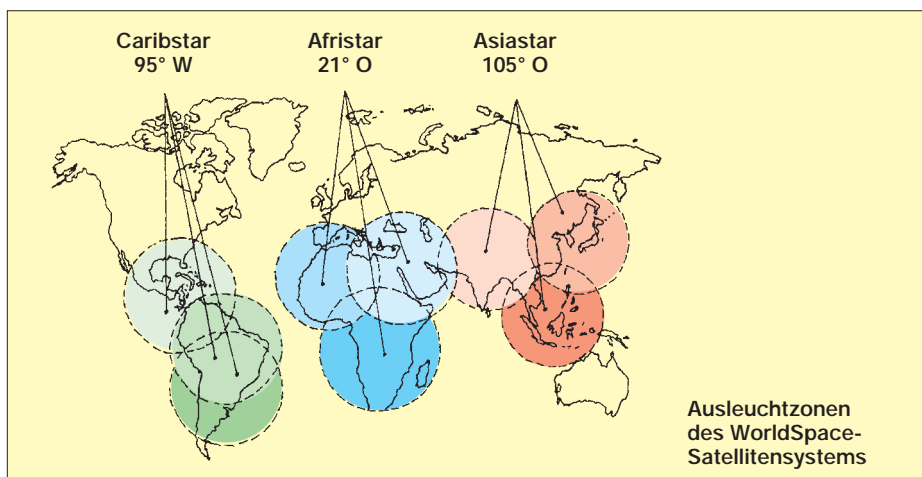 Caribstar
95° W
Afristar
21° O
Asiastar
105° O
Ausleuchtzonen
des WorldSpace-
Satellitensystems